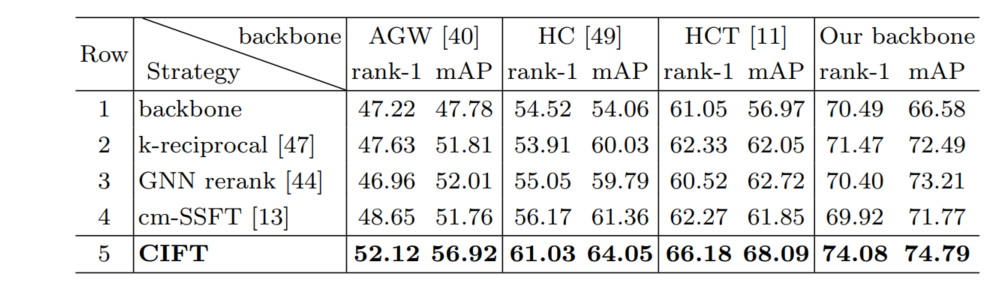 Row backbone Strategy AGW [40] HC [49] HCT [11] Our backbone
rank-1 mAP rank-1 mAP rank-1 mAP rank-1 mAP
1 backbone 47.22 47.78 54.52 54.06 61.05 56.97 70.49 66.58
2 k-reciprocal [47] 47.63 51.81 53.91 60.03 62.33 62.05 71.47 72.49
3 GNN rerank [44] 46.96 52.01 55.05 59.79 60.52 62.72 70.40 73.21
4 cm-SSFT [13] 48.65 51.76 56.17 61.36 62.27 61.85 69.92 71.77
5 CIFT 52.12 56.92 61.03 64.05 66.18 68.09 74.08 74.79